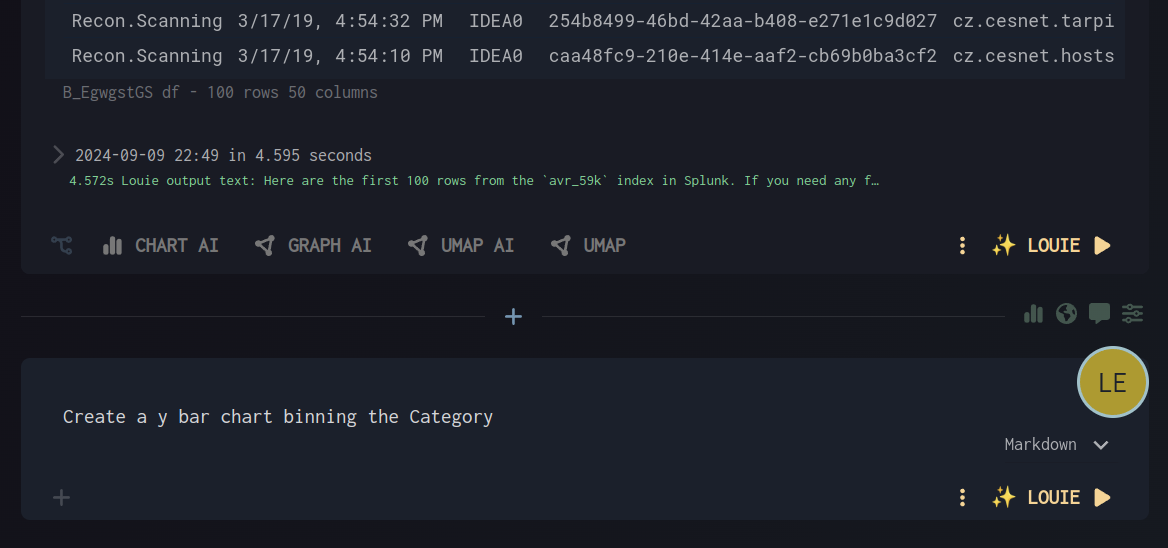 Recon.Scanning 3/17/19, 4:54:32 PM IDEA0 254b8499-46bd-42aa-b408-e271e1c9d027 cz.cesnet.tarpi
Recon.Scanning 3/17/19, 4:54:10 PM IDEA0 caa48fc9-210e-414e-aaf2-cb69b0ba3cf2 cz.cesnet.hosts
B_EgwgstGS df - 100 rows 50 columns
2024-09-09 22:49 in 4.595 seconds
4.572s Louie output text: Here are the first 100 rows from the `avr_59k` index in Splunk. If you need any f…
CHART AI GRAPH AI UMAP AI UMAP LOUIE
LE
Create a y bar chart binning the Category
Markdown
LOUIE